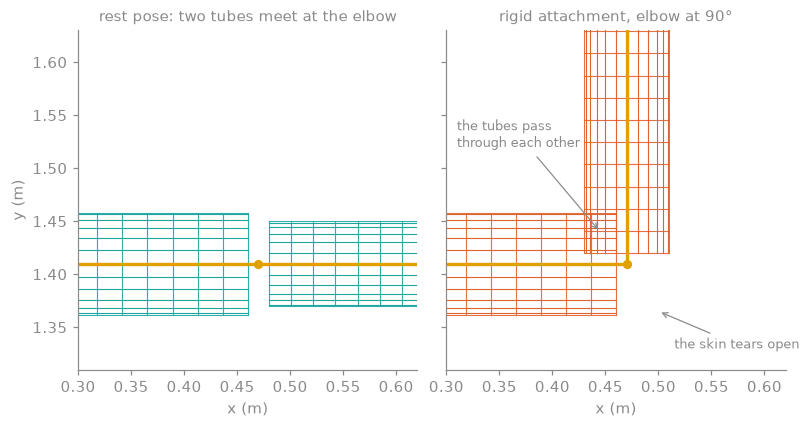 rest pose: two tubes meet at the elbow
rigid attachment, elbow at 90°
1.60
1.55
1.50
1.45
1.40
1.35
y (m)
0.30 0.35 0.40 0.45 0.50 0.55 0.60
x (m)
the tubes pass
through each other
the skin tears open
0.30 0.35 0.40 0.45 0.50 0.55 0.60
x (m)